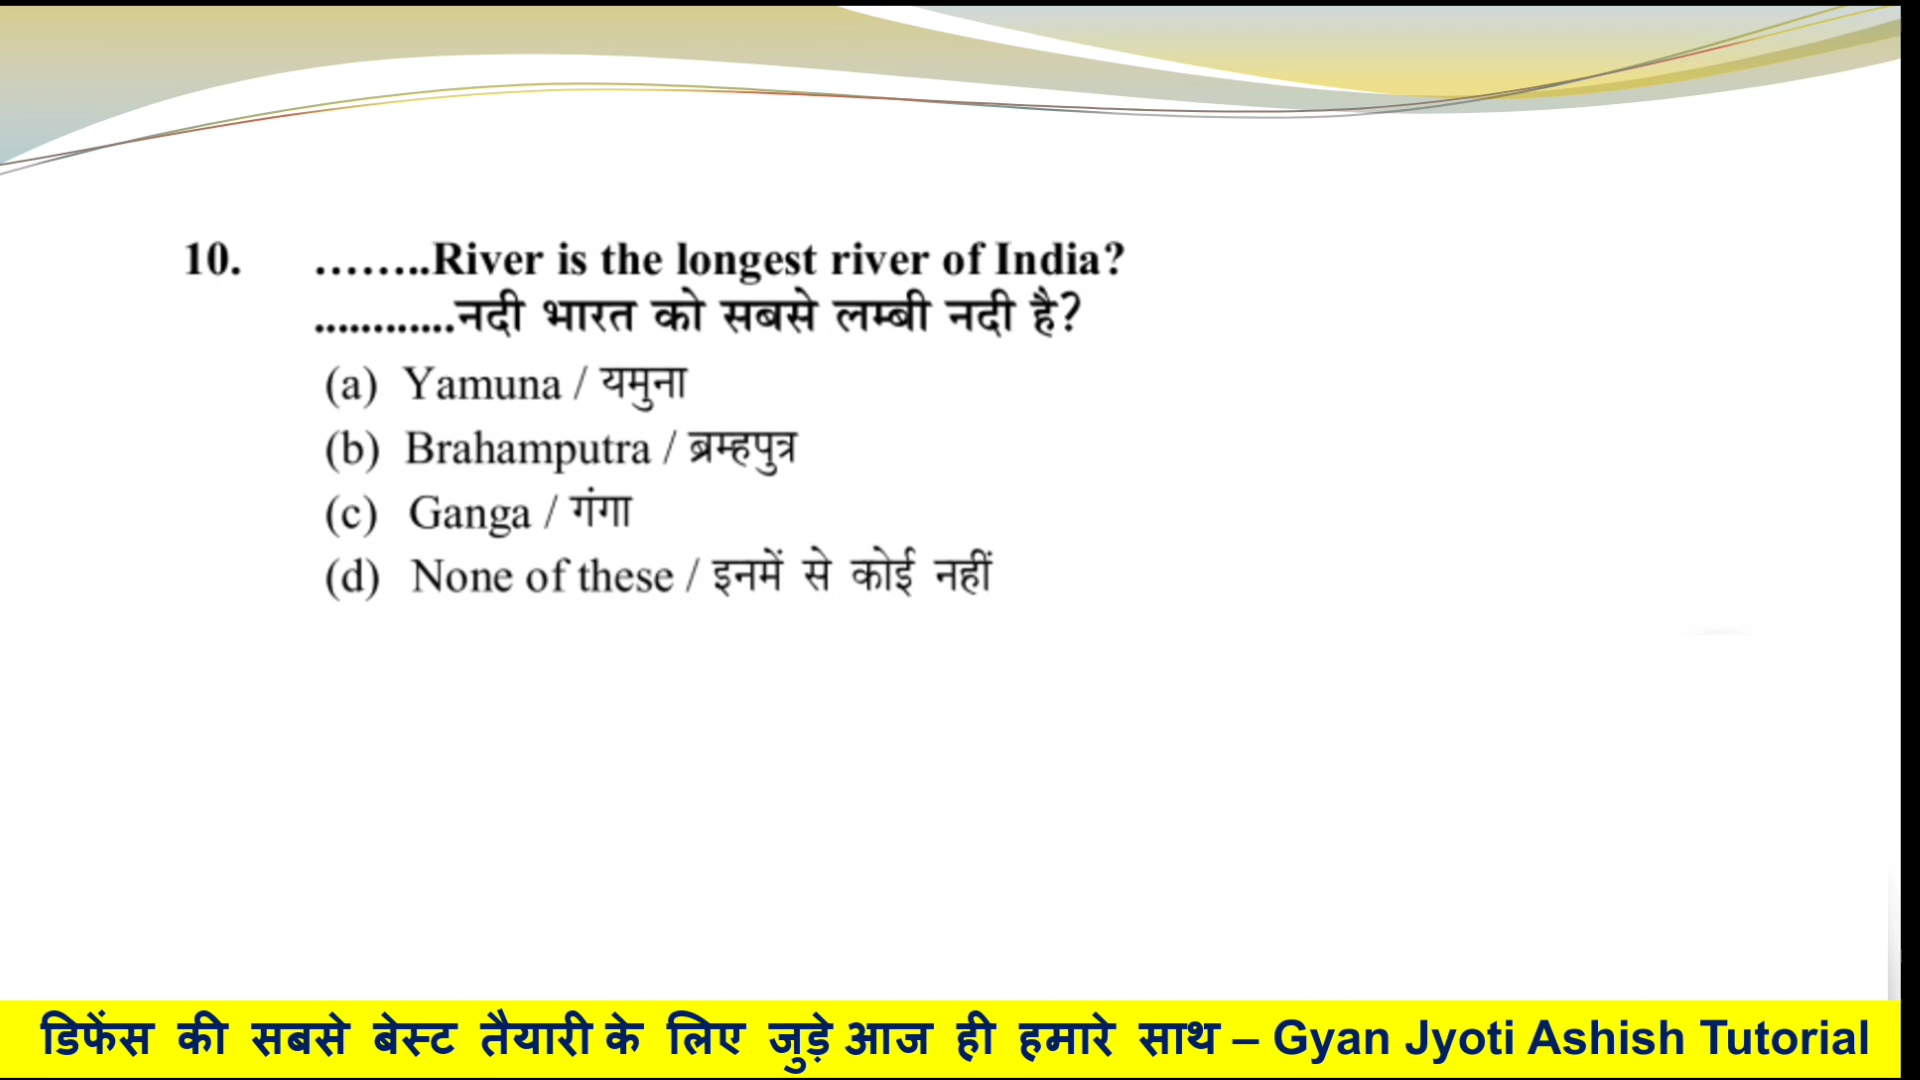 10. ........River is the longest river of India?
............नदी भारत को सबसे लम्बी नदी है?
(a) Yamuna / यमुना
(b) Brahamputra / ब्रम्हपुत्र
(c) Ganga / गंगा
(d) None of these / इनमें से कोई नहीं
डिफेंस की सबसे बेस्ट तैयारी के लिए जुड़े आज ही हमारे साथ – Gyan Jyoti Ashish Tutorial